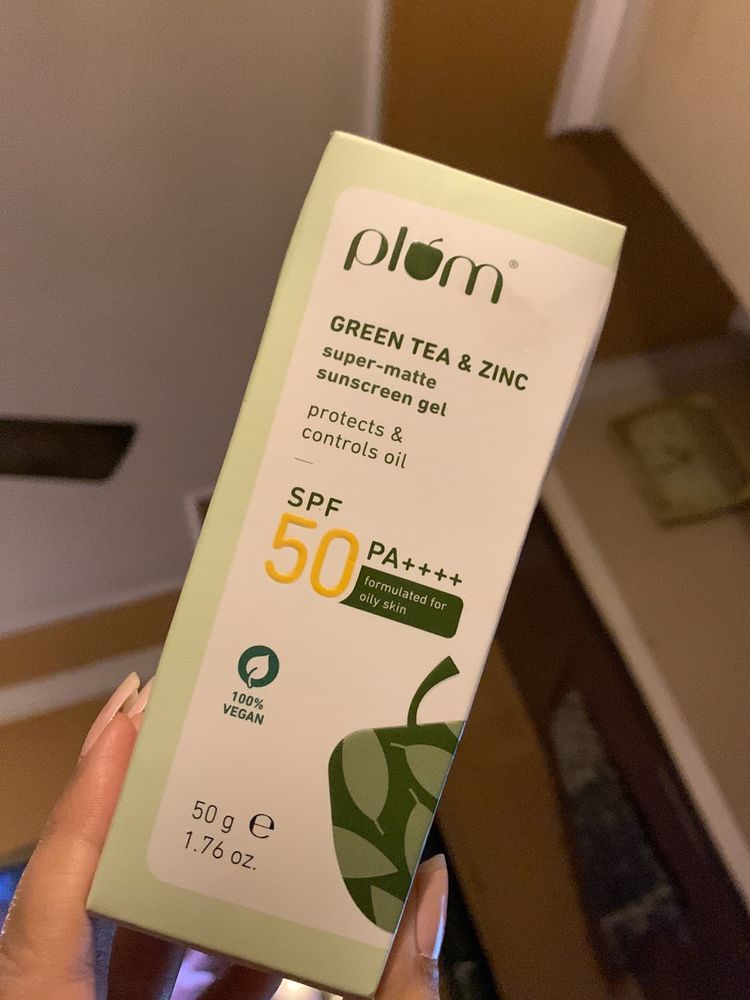 plum®
GREEN TEA & ZINC
super-matte
sunscreen gel
protects &
controls oil
SPF
50 PA++++
formulated for
oily skin
100%
VEGAN
50 g ℮
1.76 oz.